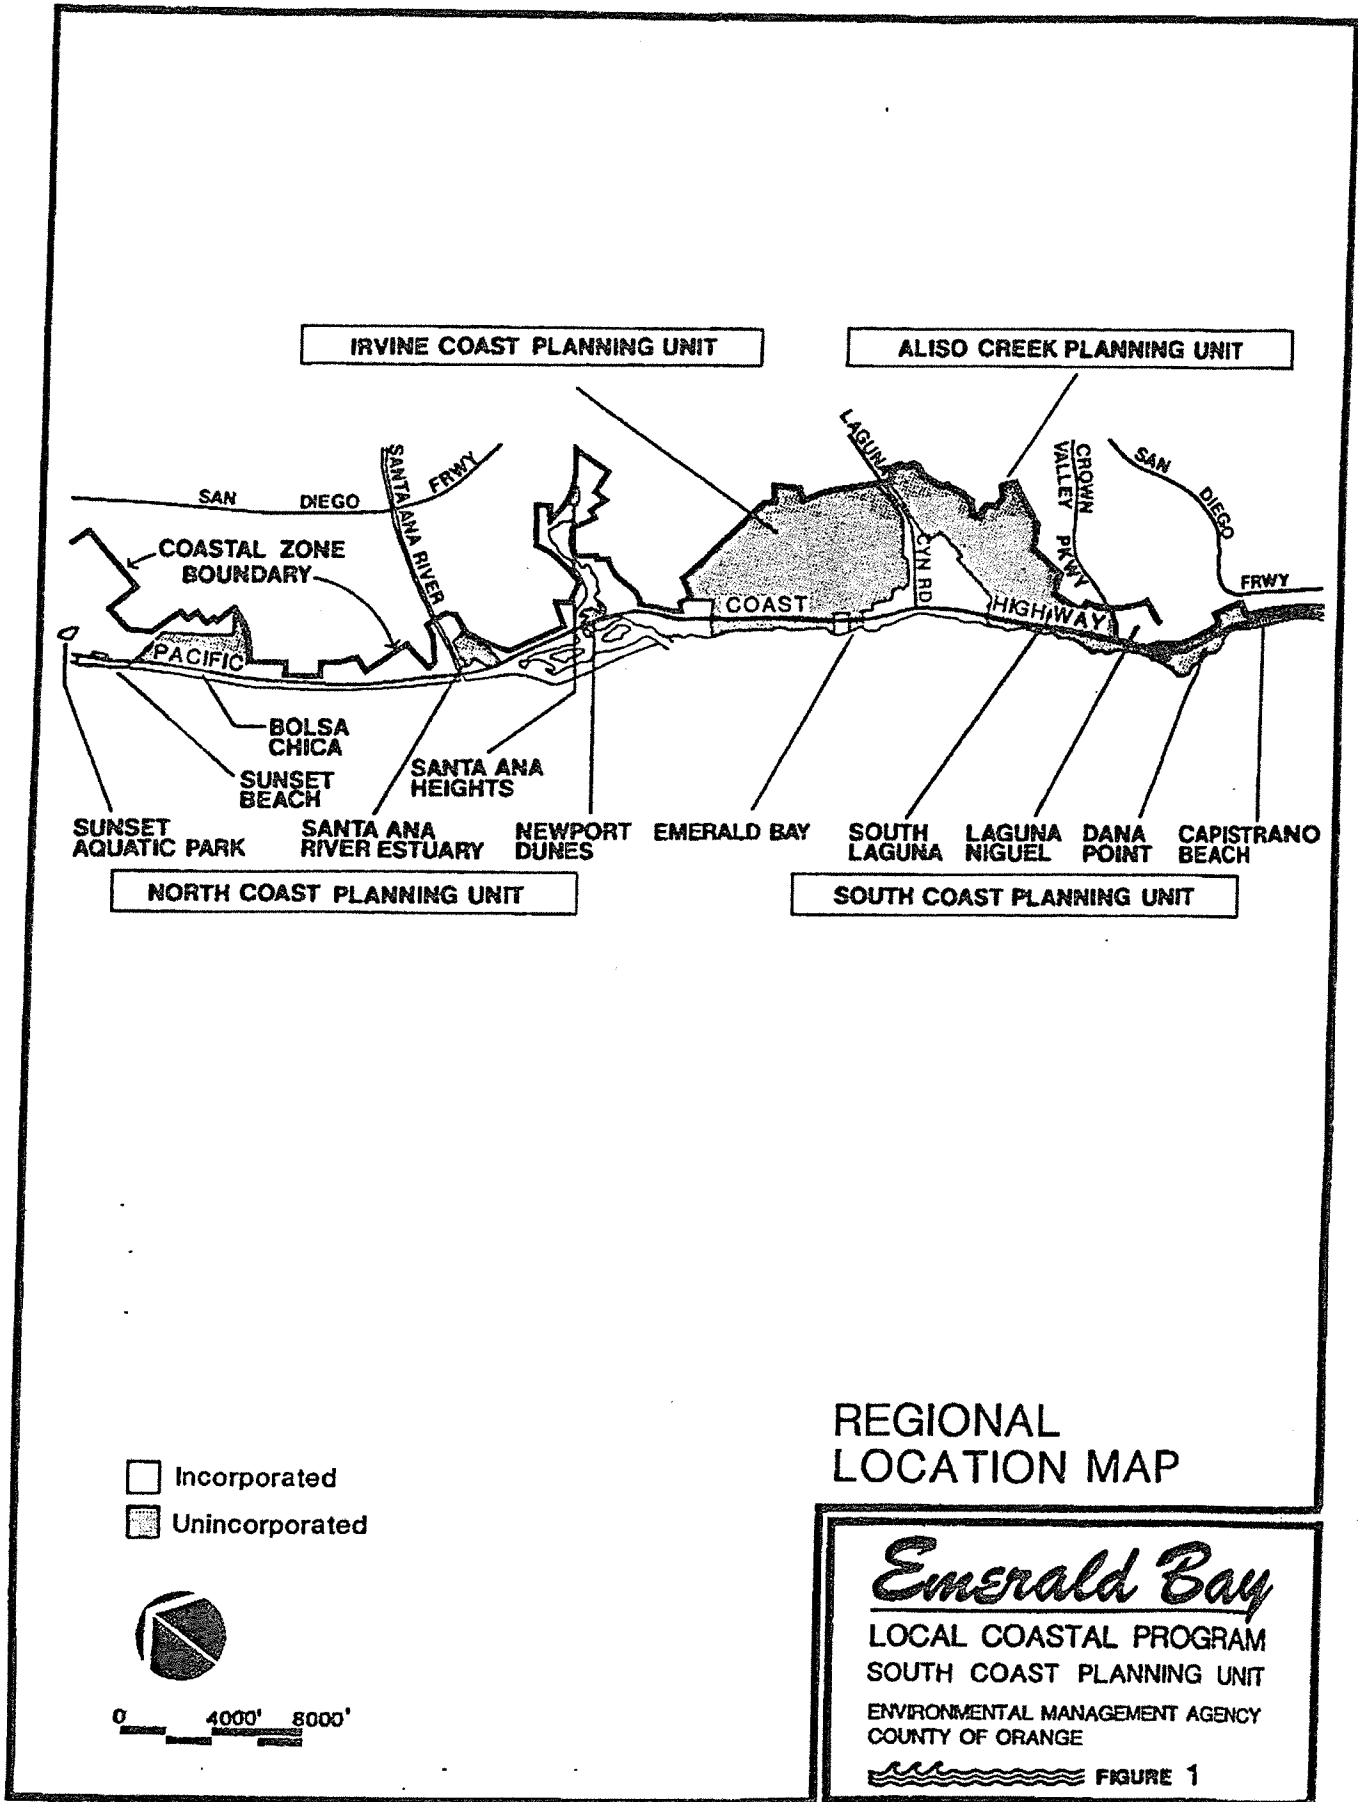 IRVINE COAST PLANNING UNIT
ALISO CREEK PLANNING UNIT
LAGUNA
CYN RD
SANTA ANA RIVER
FRWY
SAN DIEGO
CROWN
VALLEY PKWY
SAN
DIEGO
FRWY
COASTAL ZONE
BOUNDARY
PACIFIC
COAST
HIGHWAY
BOLSA
CHICA
SUNSET
BEACH
SANTA ANA
HEIGHTS
SUNSET
AQUATIC PARK
SANTA ANA
RIVER ESTUARY
NEWPORT
DUNES
EMERALD BAY
SOUTH
LAGUNA
LAGUNA
NIGUEL
DANA
POINT
CAPISTRANO
BEACH
NORTH COAST PLANNING UNIT
SOUTH COAST PLANNING UNIT
REGIONAL
LOCATION MAP
Incorporated
Unincorporated
0 4000' 8000'
Emerald Bay
LOCAL COASTAL PROGRAM
SOUTH COAST PLANNING UNIT
ENVIRONMENTAL MANAGEMENT AGENCY
COUNTY OF ORANGE
FIGURE 1